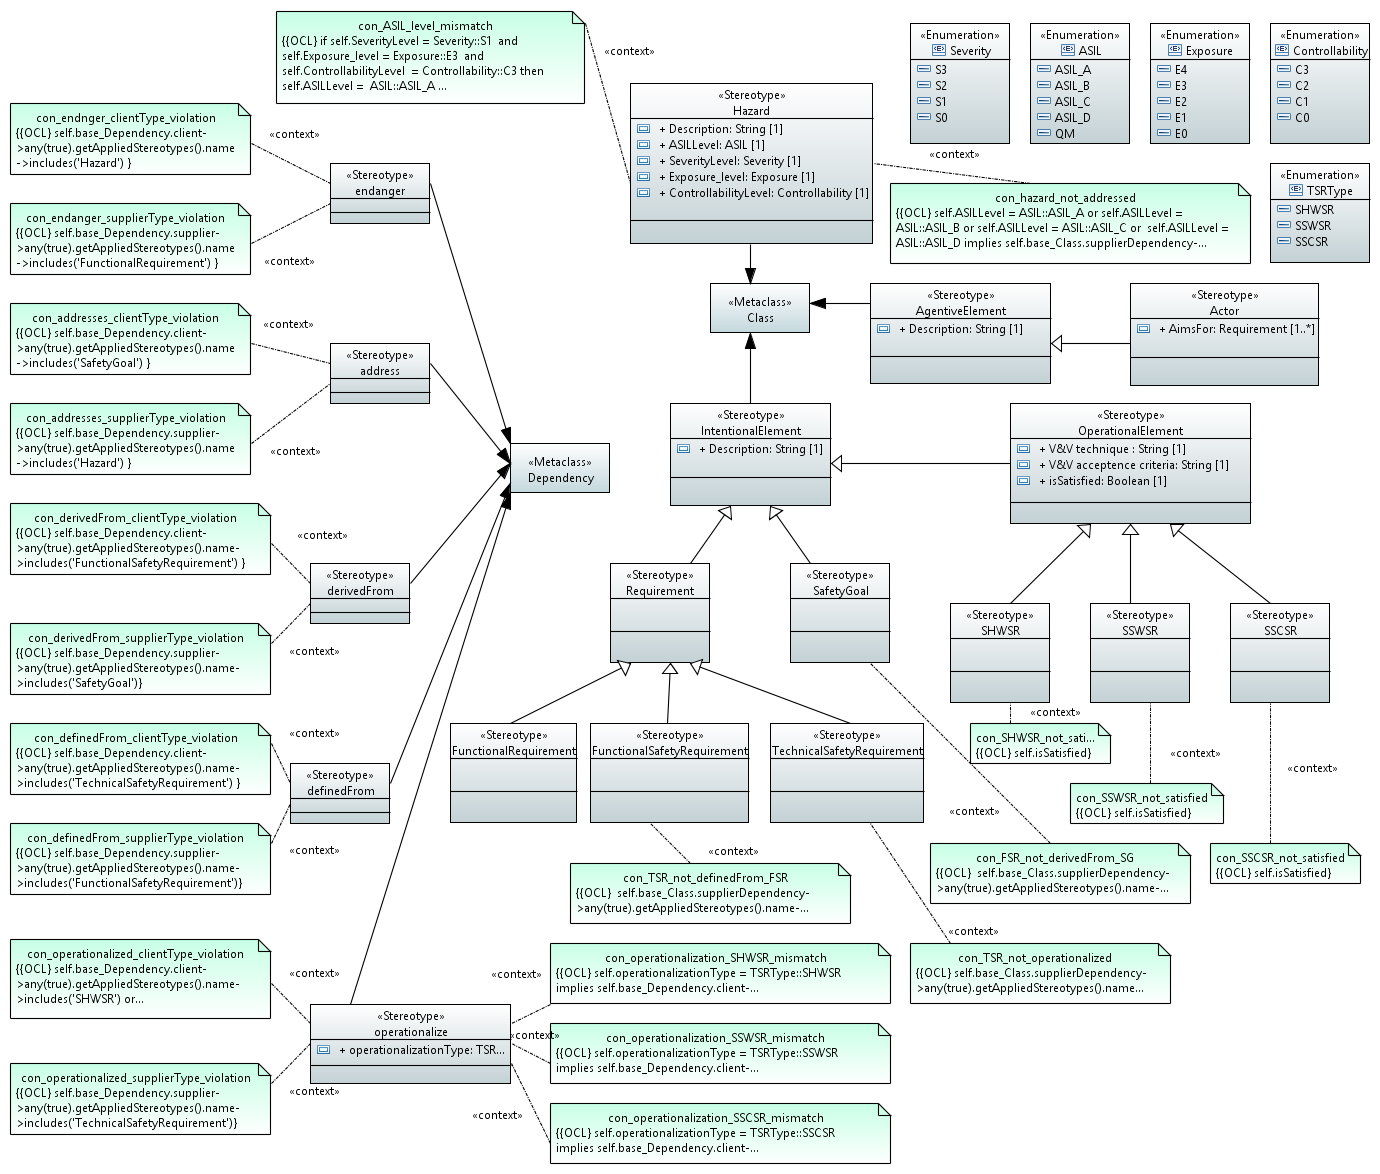 con_ASIL_level_mismatch
{{OCL} if self.SeverityLevel = Severity::S1  and
self.Exposure_level = Exposure::E3  and
self.ControllabilityLevel  = Controllability::C3 then
self.ASILLevel =  ASIL::ASIL_A ...
«context»
«Stereotype»
Hazard
+ Description: String [1]
+ ASILLevel: ASIL [1]
+ SeverityLevel: Severity [1]
+ Exposure_level: Exposure [1]
+ ControllabilityLevel: Controllability [1]
«Enumeration»
Severity
S3
S2
S1
S0
«Enumeration»
ASIL
ASIL_A
ASIL_B
ASIL_C
ASIL_D
QM
«Enumeration»
Exposure
E4
E3
E2
E1
E0
«Enumeration»
Controllability
C3
C2
C1
C0
«Enumeration»
TSRType
SHWSR
SSWSR
SSCSR
«context»
con_hazard_not_addressed
{{OCL} self.ASILLevel = ASIL::ASIL_A or self.ASILLevel =
ASIL::ASIL_B or self.ASILLevel = ASIL::ASIL_C or  self.ASILLevel =
ASIL::ASIL_D implies self.base_Class.supplierDependency-...
con_endnger_clientType_violation
{{OCL} self.base_Dependency.client-
>any(true).getAppliedStereotypes().name
->includes('Hazard') }
«context»
«Stereotype»
endanger
con_endanger_supplierType_violation
{{OCL} self.base_Dependency.supplier-
>any(true).getAppliedStereotypes().name
->includes('FunctionalRequirement') }
«context»
«Metaclass»
Class
«Stereotype»
AgentiveElement
+ Description: String [1]
«Stereotype»
Actor
+ AimsFor: Requirement [1..*]
con_addresses_clientType_violation
{{OCL} self.base_Dependency.client-
>any(true).getAppliedStereotypes().name
->includes('SafetyGoal') }
«context»
«Stereotype»
address
con_addresses_supplierType_violation
{{OCL} self.base_Dependency.supplier-
>any(true).getAppliedStereotypes().name
->includes('Hazard') }
«context»
«Metaclass»
Dependency
«Stereotype»
IntentionalElement
+ Description: String [1]
«Stereotype»
OperationalElement
+ V&V technique : String [1]
+ V&V acceptence criteria: String [1]
+ isSatisfied: Boolean [1]
con_derivedFrom_clientType_violation
{{OCL} self.base_Dependency.client-
>any(true).getAppliedStereotypes().name-
>includes('FunctionalSafetyRequirement') }
«context»
«Stereotype»
derivedFrom
con_derivedFrom_supplierType_violation
{{OCL} self.base_Dependency.supplier-
>any(true).getAppliedStereotypes().name-
>includes('SafetyGoal')}
«context»
«Stereotype»
Requirement
«Stereotype»
SafetyGoal
«Stereotype»
SHWSR
«Stereotype»
SSWSR
«Stereotype»
SSCSR
«context»
con_SHWSR_not_sati...
{{OCL} self.isSatisfied}
«context»
con_SSWSR_not_satisfied
{{OCL} self.isSatisfied}
«context»
con_SSCSR_not_satisfied
{{OCL} self.isSatisfied}
con_definedFrom_clientType_violation
{{OCL} self.base_Dependency.client-
>any(true).getAppliedStereotypes().name-
>includes('TechnicalSafetyRequirement') }
«context»
«Stereotype»
definedFrom
con_definedFrom_supplierType_violation
{{OCL} self.base_Dependency.supplier-
>any(true).getAppliedStereotypes().name-
>includes('FunctionalSafetyRequirement')}
«context»
«Stereotype»
FunctionalRequirement
«Stereotype»
FunctionalSafetyRequirement
«Stereotype»
TechnicalSafetyRequirement
«context»
con_TSR_not_definedFrom_FSR
{{OCL}  self.base_Class.supplierDependency-
>any(true).getAppliedStereotypes().name-...
«context»
con_FSR_not_derivedFrom_SG
{{OCL}  self.base_Class.supplierDependency-
>any(true).getAppliedStereotypes().name-...
«context»
con_TSR_not_operationalized
{{OCL} self.base_Class.supplierDependency-
>any(true).getAppliedStereotypes().name...
con_operationalized_clientType_violation
{{OCL} self.base_Dependency.client-
>any(true).getAppliedStereotypes().name-
>includes('SHWSR') or...
«context»
«Stereotype»
operationalize
+ operationalizationType: TSR...
con_operationalized_supplierType_violation
{{OCL} self.base_Dependency.supplier-
>any(true).getAppliedStereotypes().name-
>includes('TechnicalSafetyRequirement')}
«context»
«context»
con_operationalization_SHWSR_mismatch
{{OCL} self.operationalizationType = TSRType::SHWSR
implies self.base_Dependency.client-...
«context»
con_operationalization_SSWSR_mismatch
{{OCL} self.operationalizationType = TSRType::SSWSR
implies self.base_Dependency.client-...
«context»
con_operationalization_SSCSR_mismatch
{{OCL} self.operationalizationType = TSRType::SSCSR
implies self.base_Dependency.client-...